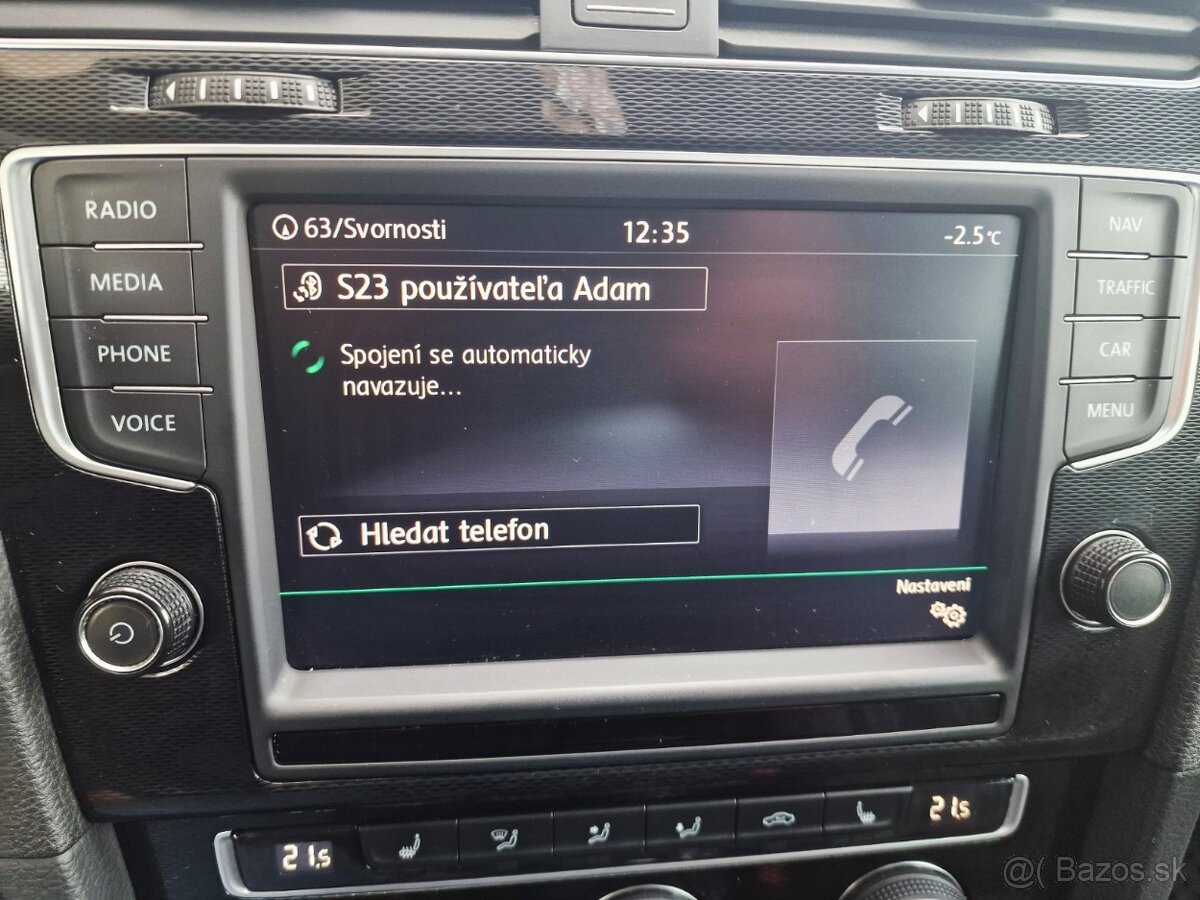 63/Svornosti
12:35
-2.5°C
RADIO
MEDIA
PHONE
VOICE
S23 používateľa Adam
Spojení se automaticky
navazuje...
Hledat telefon
Nastavení
NAV
TRAFFIC
CAR
MENU
21,5
21.5
@( Bazos.sk